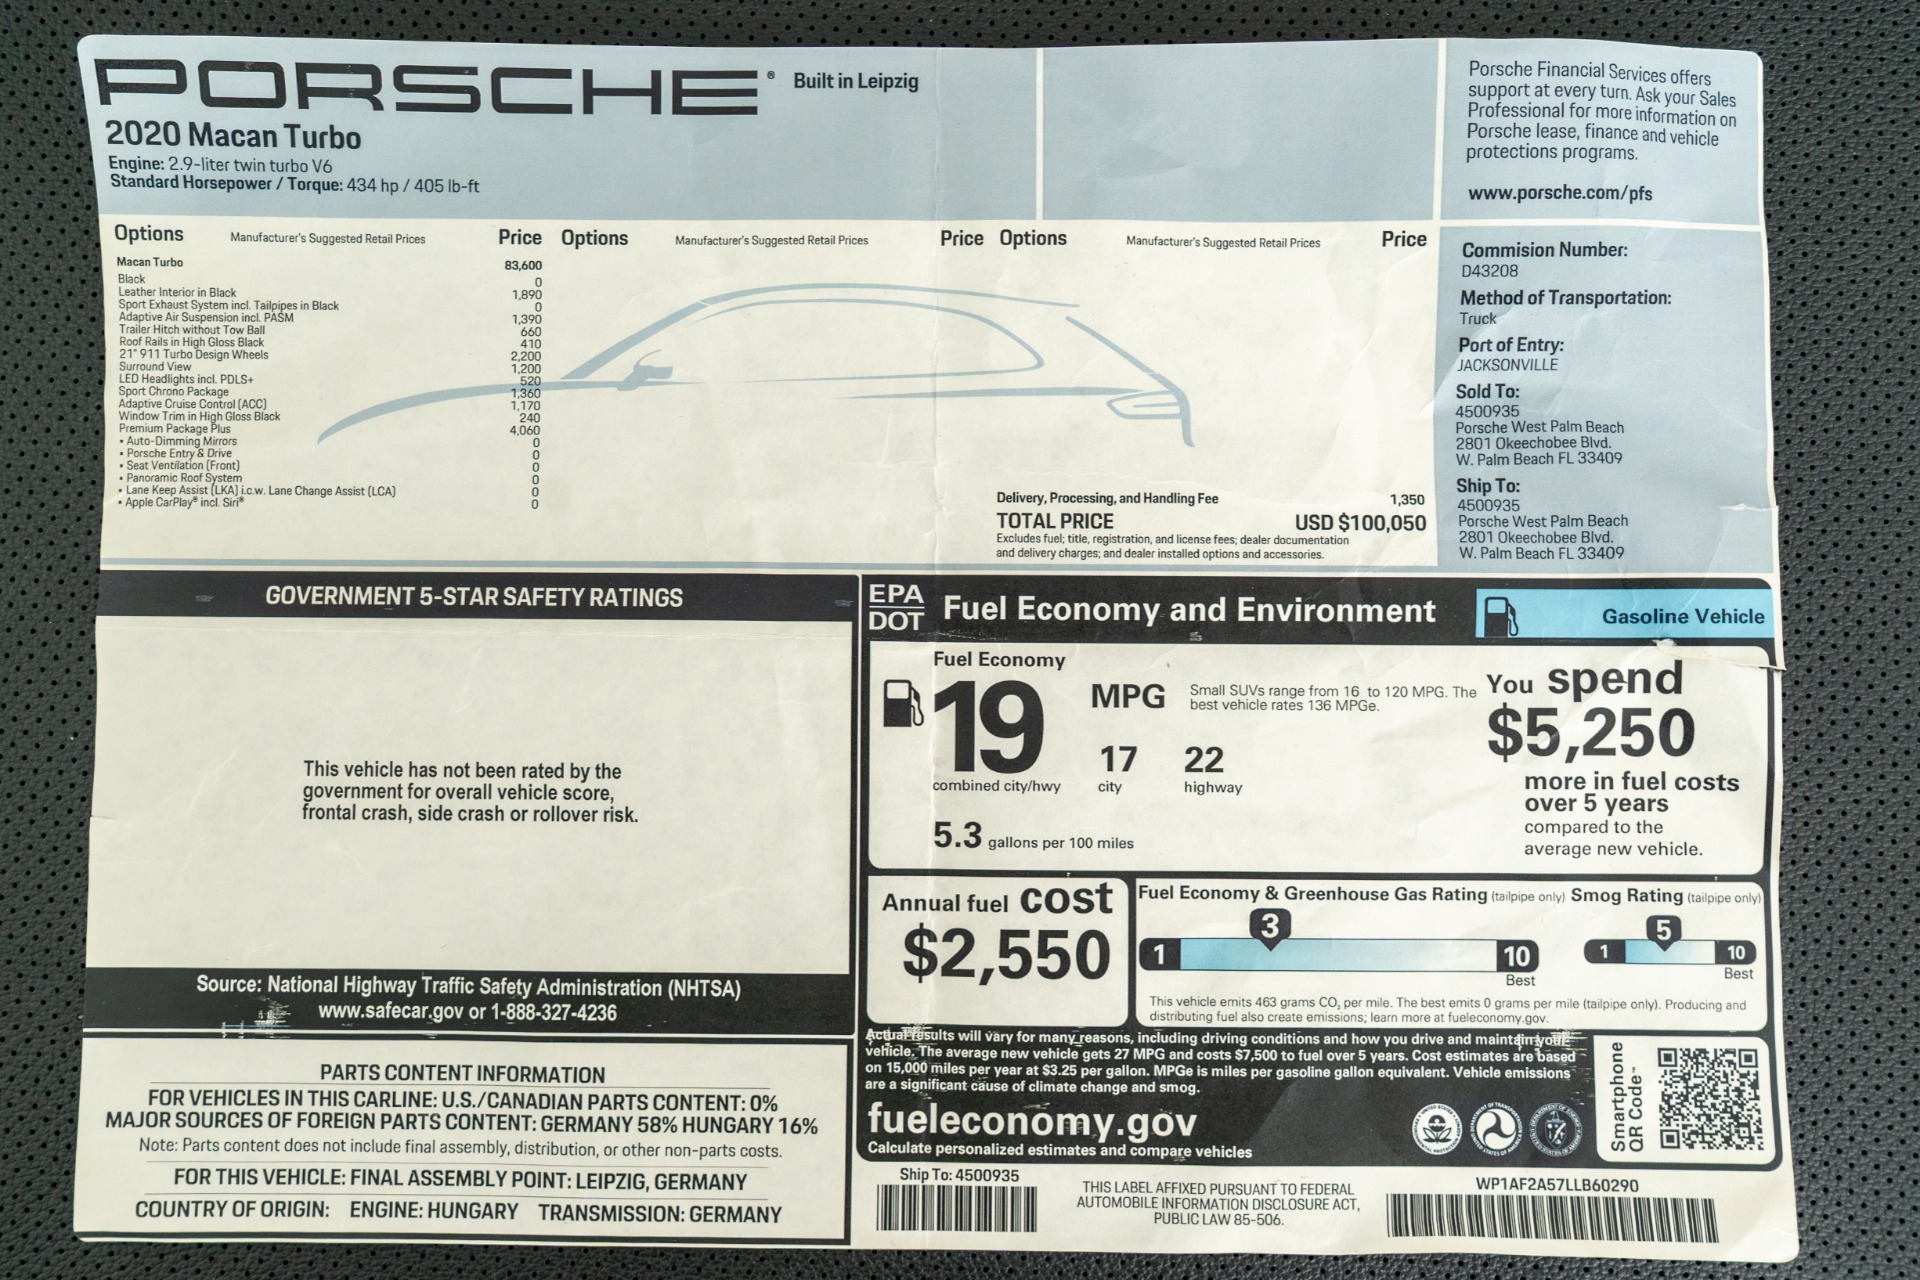 PORSCHE® Built in Leipzig
2020 Macan Turbo
Engine: 2.9-liter twin turbo V6
Standard Horsepower / Torque: 434 hp / 405 lb-ft
Porsche Financial Services offers
support at every turn. Ask your Sales
Professional for more information on
Porsche lease, finance and vehicle
protections programs.
www.porsche.com/pfs
Options Manufacturer's Suggested Retail Prices Price Options Manufacturer's Suggested Retail Prices Price Options Manufacturer's Suggested Retail Prices Price
Macan Turbo 83,600
Black 0
Leather Interior in Black 1,890
Sport Exhaust System incl. Tailpipes in Black 0
Adaptive Air Suspension incl. PASM 1,390
Trailer Hitch without Tow Ball 660
Roof Rails in High Gloss Black 410
21" 911 Turbo Design Wheels 2,200
Surround View 1,200
LED Headlights incl. PDLS+ 520
Sport Chrono Package 1,360
Adaptive Cruise Control (ACC) 1,170
Window Trim in High Gloss Black 240
Premium Package Plus 4,060
• Auto-Dimming Mirrors 0
• Porsche Entry & Drive 0
• Seat Ventilation (Front) 0
• Panoramic Roof System 0
• Lane Keep Assist (LKA) i.c.w. Lane Change Assist (LCA) 0
• Apple CarPlay® incl. Siri® 0
Delivery, Processing, and Handling Fee 1,350
TOTAL PRICE USD $100,050
Excludes fuel; title, registration, and license fees; dealer documentation
and delivery charges; and dealer installed options and accessories.
Commision Number:
D43208
Method of Transportation:
Truck
Port of Entry:
JACKSONVILLE
Sold To:
4500935
Porsche West Palm Beach
2801 Okeechobee Blvd.
W. Palm Beach FL 33409
Ship To:
4500935
Porsche West Palm Beach
2801 Okeechobee Blvd.
W. Palm Beach FL 33409
GOVERNMENT 5-STAR SAFETY RATINGS
This vehicle has not been rated by the
government for overall vehicle score,
frontal crash, side crash or rollover risk.
Source: National Highway Traffic Safety Administration (NHTSA)
www.safecar.gov or 1-888-327-4236
PARTS CONTENT INFORMATION
FOR VEHICLES IN THIS CARLINE: U.S./CANADIAN PARTS CONTENT: 0%
MAJOR SOURCES OF FOREIGN PARTS CONTENT: GERMANY 58% HUNGARY 16%
Note: Parts content does not include final assembly, distribution, or other non-parts costs.
FOR THIS VEHICLE: FINAL ASSEMBLY POINT: LEIPZIG, GERMANY
COUNTRY OF ORIGIN: ENGINE: HUNGARY TRANSMISSION: GERMANY
EPA
DOT
Fuel Economy and Environment
Gasoline Vehicle
Fuel Economy
19 MPG
combined city/hwy
17
city
22
highway
5.3 gallons per 100 miles
Small SUVs range from 16 to 120 MPG. The
best vehicle rates 136 MPGe.
You spend
$5,250
more in fuel costs
over 5 years
compared to the
average new vehicle.
Annual fuel cost
$2,550
Fuel Economy & Greenhouse Gas Rating (tailpipe only) Smog Rating (tailpipe only)
3
1 10
Best
5
1 10
Best
This vehicle emits 463 grams CO2 per mile. The best emits 0 grams per mile (tailpipe only). Producing and
distributing fuel also create emissions; learn more at fueleconomy.gov.
Actual results will vary for many reasons, including driving conditions and how you drive and maintain your
vehicle. The average new vehicle gets 27 MPG and costs $7,500 to fuel over 5 years. Cost estimates are based
on 15,000 miles per year at $3.25 per gallon. MPGe is miles per gasoline gallon equivalent. Vehicle emissions
are a significant cause of climate change and smog.
fueleconomy.gov
Calculate personalized estimates and compare vehicles
Smartphone
QR Code™
Ship To: 4500935
THIS LABEL AFFIXED PURSUANT TO FEDERAL
AUTOMOBILE INFORMATION DISCLOSURE ACT,
PUBLIC LAW 85-506.
WP1AF2A57LLB60290